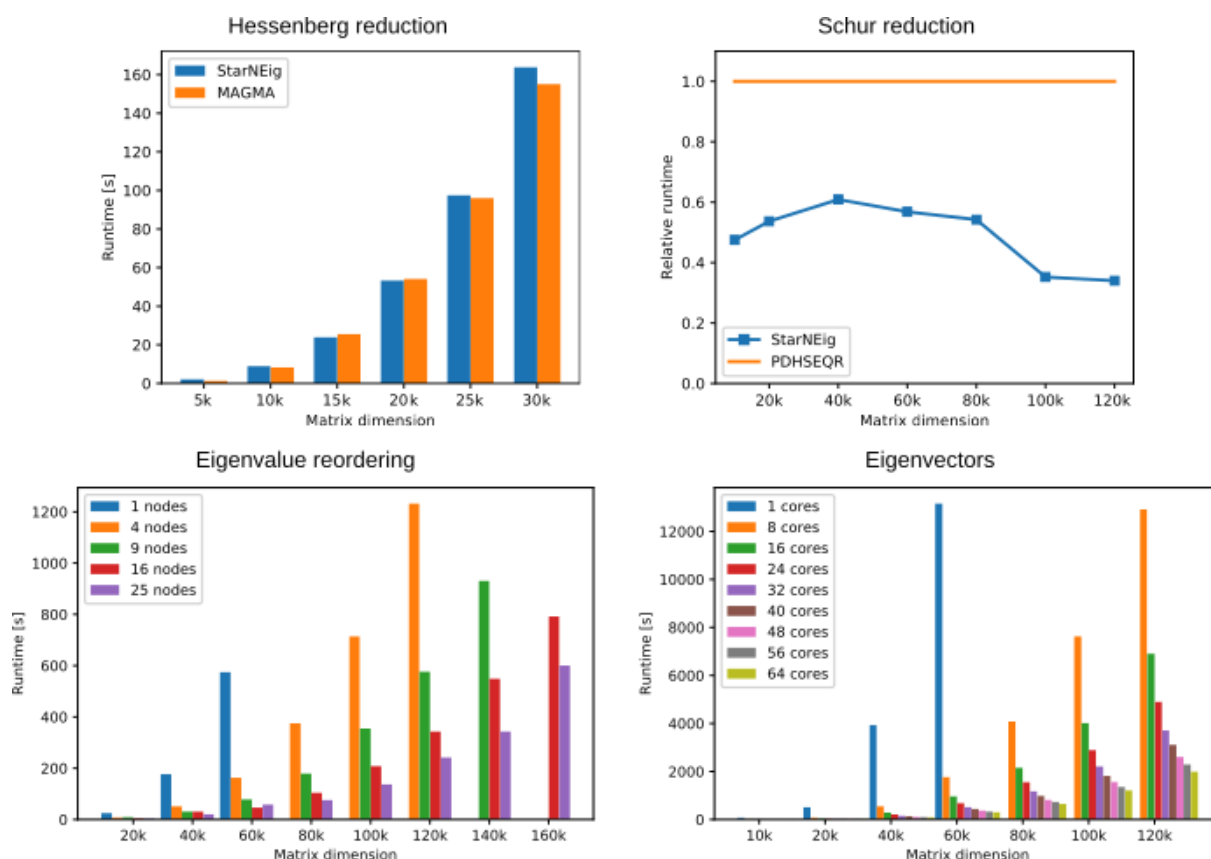 Hessenberg reduction
StarNEig
MAGMA
Runtime [s]
160
140
120
100
80
60
40
20
0
5k 10k 15k 20k 25k 30k
Matrix dimension
Schur reduction
Relative runtime
1.0
0.8
0.6
0.4
0.2
0.0
StarNEig
PDHSEQR
20k 40k 60k 80k 100k 120k
Matrix dimension
Eigenvalue reordering
1 nodes
4 nodes
9 nodes
16 nodes
25 nodes
Runtime [s]
1200
1000
800
600
400
200
0
20k 40k 60k 80k 100k 120k 140k 160k
Matrix dimension
Eigenvectors
1 cores
8 cores
16 cores
24 cores
32 cores
40 cores
48 cores
56 cores
64 cores
Runtime [s]
12000
10000
8000
6000
4000
2000
0
10k 20k 40k 60k 80k 100k 120k
Matrix dimension